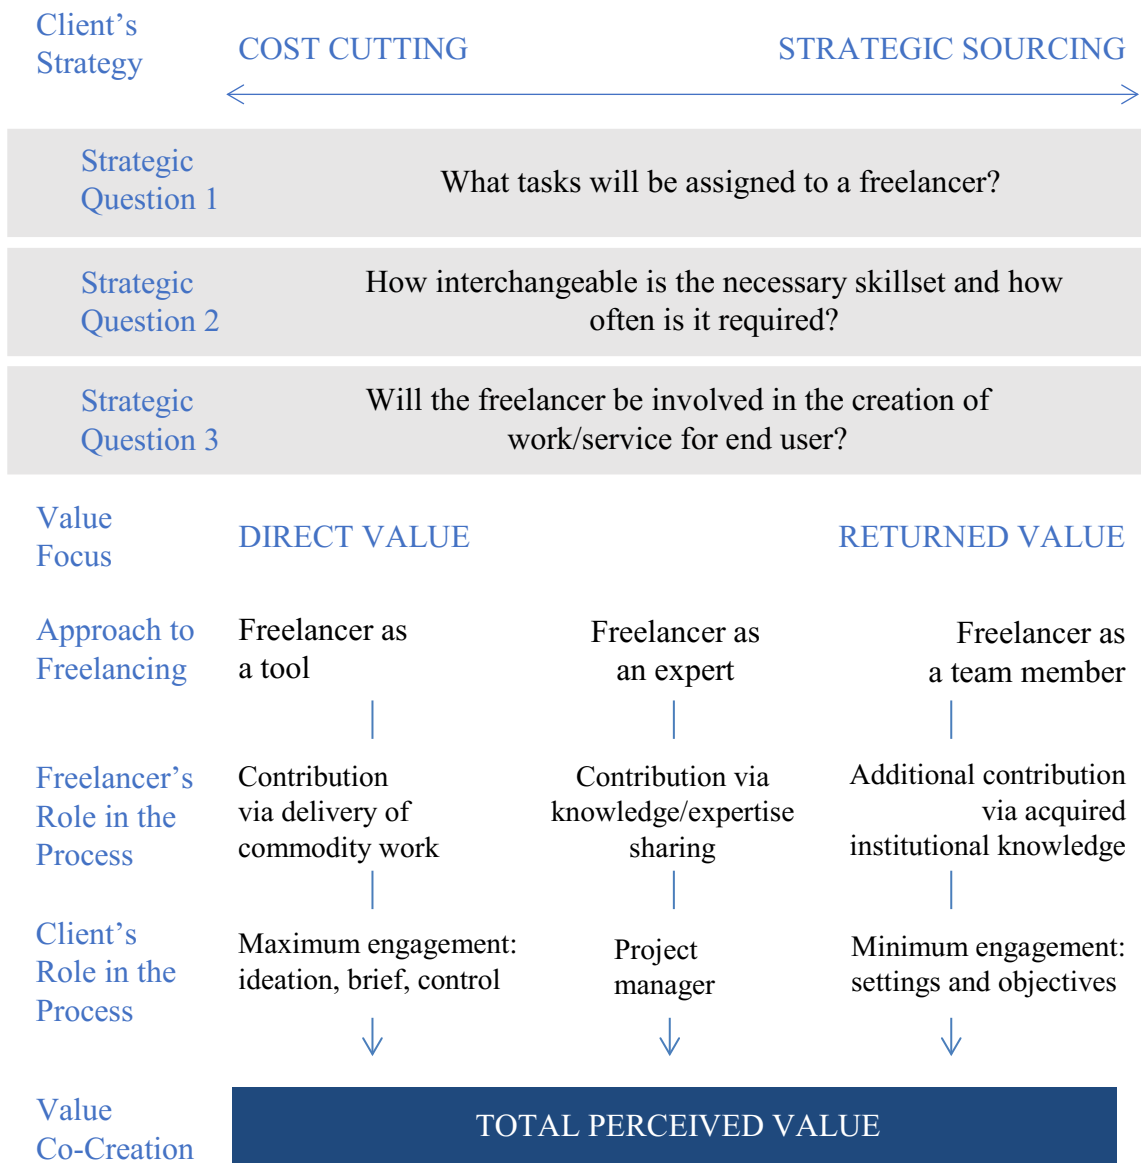 Client's
Strategy
COST CUTTING
STRATEGIC SOURCING
Strategic
Question 1
What tasks will be assigned to a freelancer?
Strategic
Question 2
How interchangeable is the necessary skillset and how
often is it required?
Strategic
Question 3
Will the freelancer be involved in the creation of
work/service for end user?
Value
Focus
DIRECT VALUE
RETURNED VALUE
Approach to
Freelancing
Freelancer as
a tool
Freelancer as
an expert
Freelancer as
a team member
Freelancer's
Role in the
Process
Contribution
via delivery of
commodity work
Contribution via
knowledge/expertise
sharing
Additional contribution
via acquired
institutional knowledge
Client's
Role in the
Process
Maximum engagement:
ideation, brief, control
Project
manager
Minimum engagement:
settings and objectives
Value
Co-Creation
TOTAL PERCEIVED VALUE